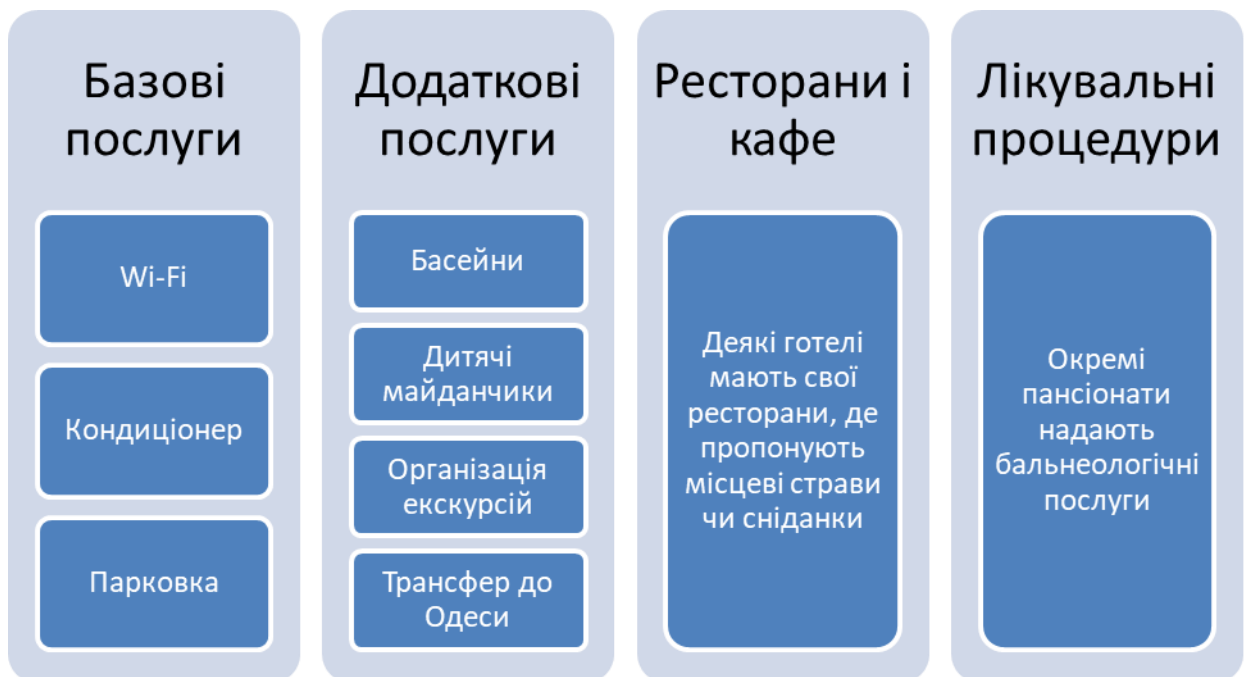 Базові
послуги
Wi-Fi
Кондиціонер
Парковка
Додаткові
послуги
Басейни
Дитячі
майданчики
Організація
екскурсій
Трансфер до
Одеси
Ресторани і
кафе
Деякі готелі
мають свої
ресторани, де
пропонують
місцеві страви
чи сніданки
Лікувальні
процедури
Окремі
пансіонати
надають
бальнеологічні
послуги